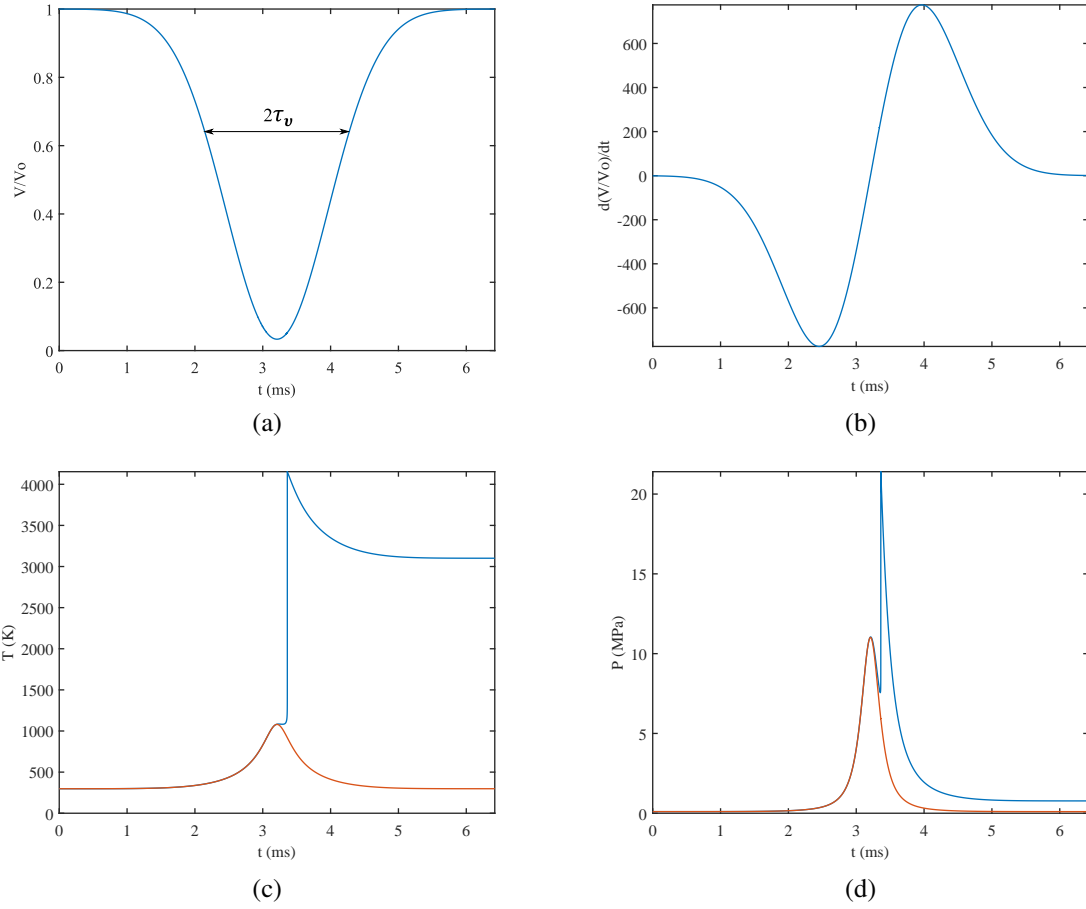 1
0.8
0.6
0.4
0.2
0
V/Vo
2τᵥ
0 1 2 3 4 5 6
t (ms)
(a)
600
400
200
0
-200
-400
-600
d(V/Vo)/dt
0 1 2 3 4 5 6
t (ms)
(b)
4000
3500
3000
2500
2000
1500
1000
500
0
T (K)
0 1 2 3 4 5 6
t (ms)
(c)
20
15
10
5
0
P (MPa)
0 1 2 3 4 5 6
t (ms)
(d)